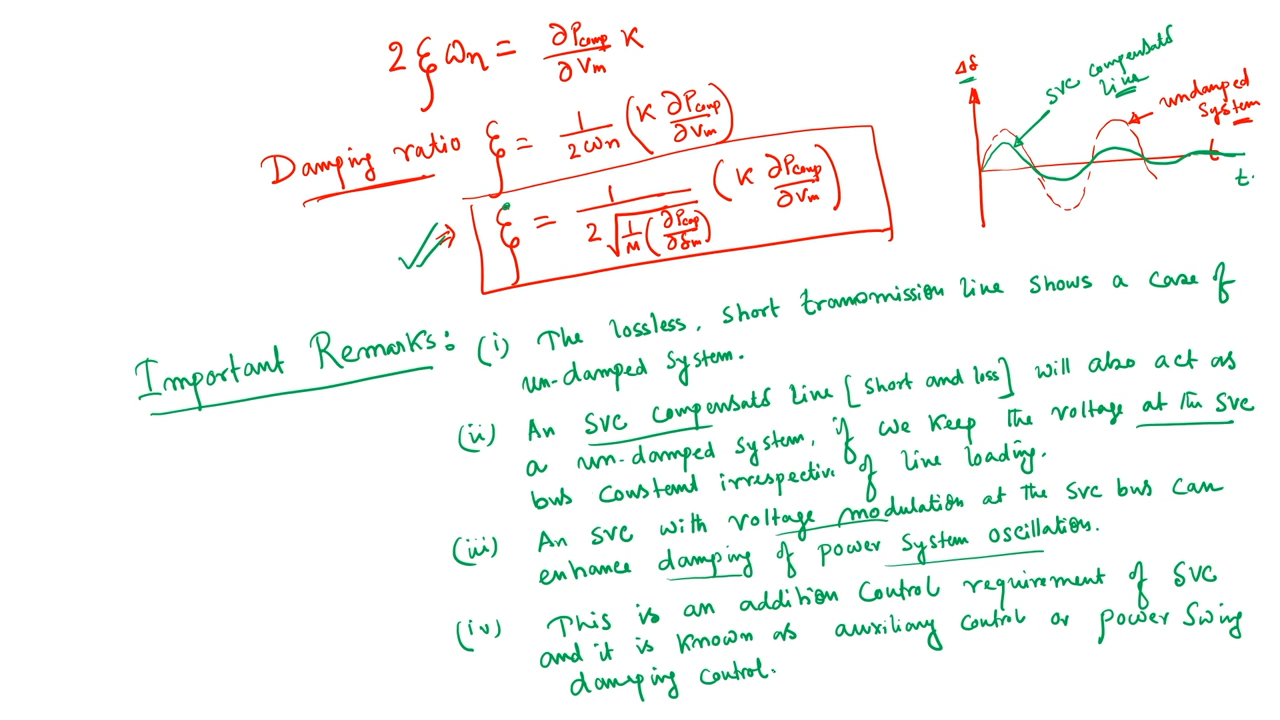 2 ξ ωn = ∂Pcomp/∂Vm K
Damping ratio ξ = 1/2ωn (K ∂Pcomp/∂Vm)
ξ = 1/2√(1/M (∂Pcomp/∂δm)) (K ∂Pcomp/∂Vm)
Δδ
SVC compensatd
line
undamped
system
t
t.
Important Remarks: (i) The lossless, short transmission line shows a case of
un-damped system.
(ii) An SVC compensatd line [short and loss] will also act as
a un-damped system, if we keep the voltage at the SVC
bus constant irrespective of line loading.
(iii) An SVC with voltage modulation at the SVC bus can
enhance damping of power system oscillation.
(iv) This is an addition control requirement of SVC
and it is known as auxiliary control or power swing
damping control.